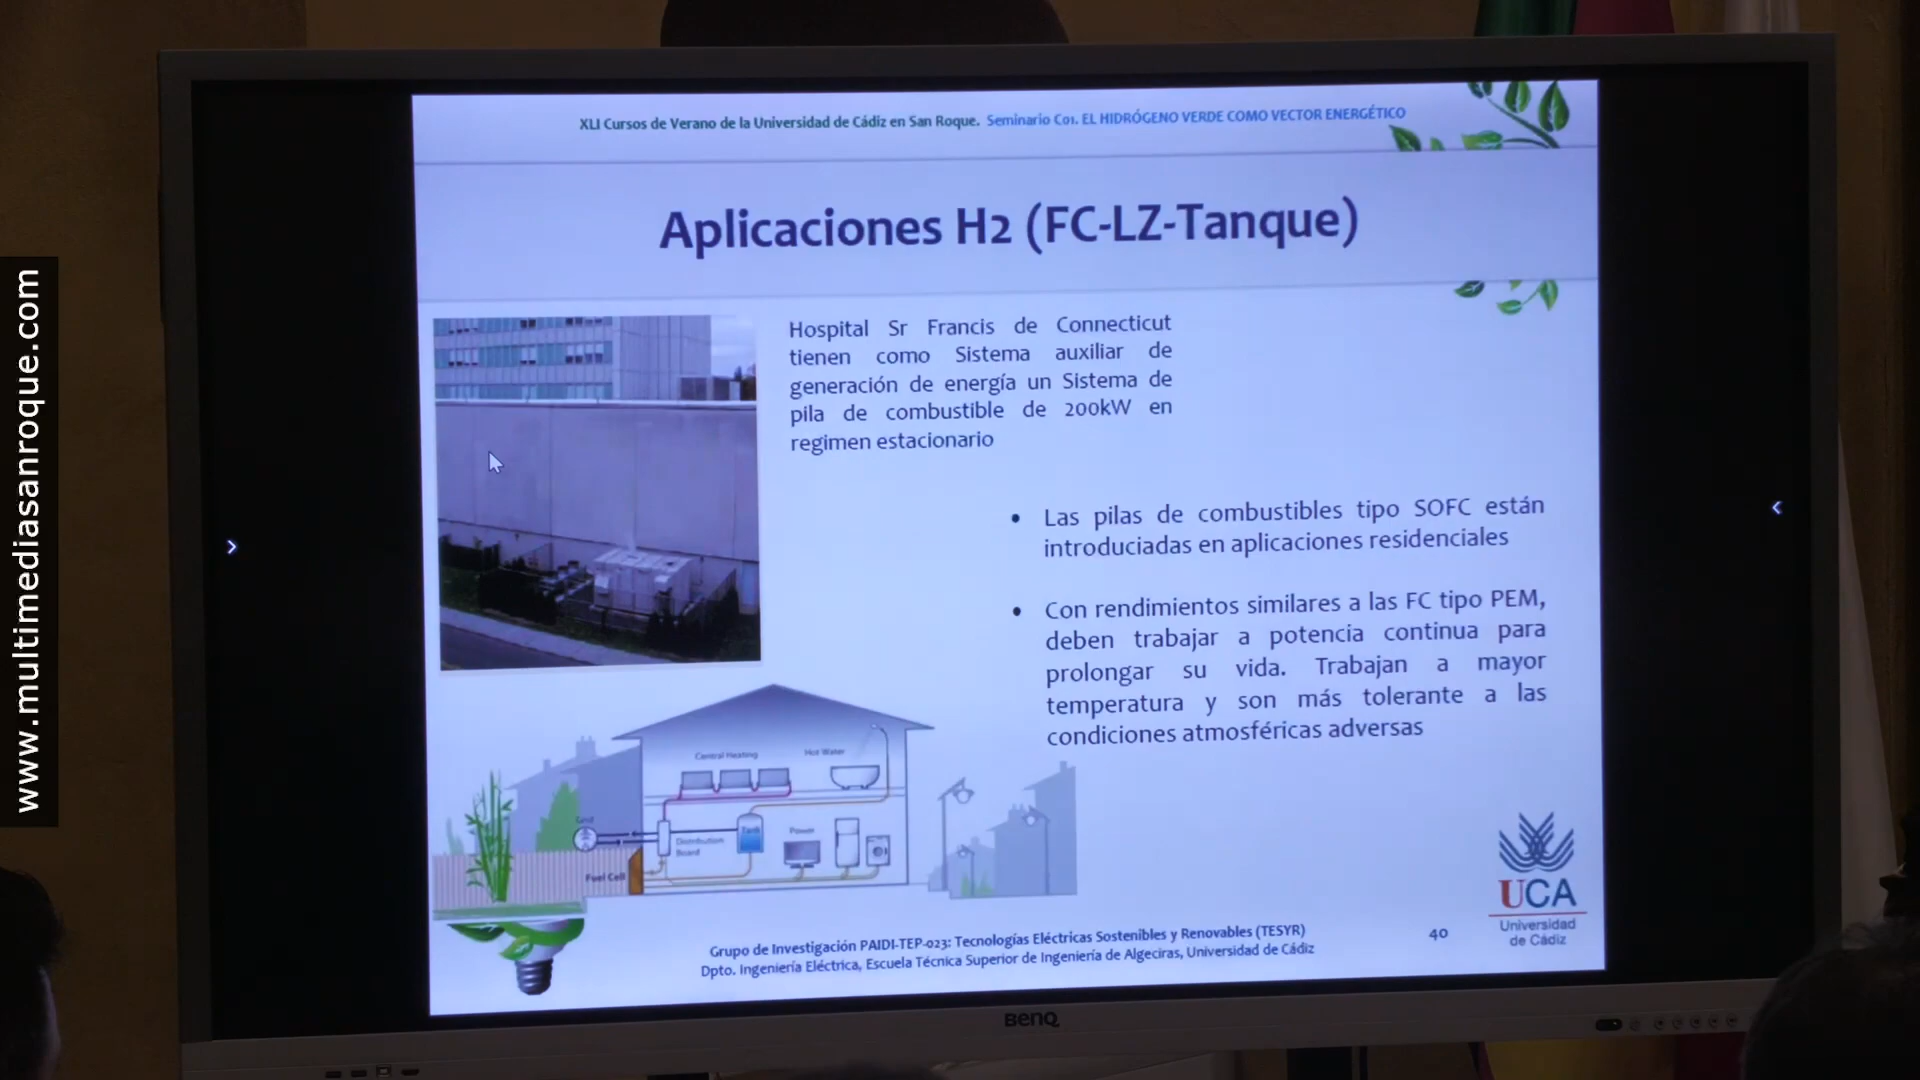 www.multimediasanroque.com
XLI Cursos de Verano de la Universidad de Cádiz en San Roque. Seminario C01. EL HIDRÓGENO VERDE COMO VECTOR ENERGÉTICO
Aplicaciones H2 (FC-LZ-Tanque)
Hospital Sr Francis de Connecticut
tienen como Sistema auxiliar de
generación de energía un Sistema de
pila de combustible de 200kW en
regimen estacionario
Las pilas de combustibles tipo SOFC están
introduciadas en aplicaciones residenciales
Con rendimientos similares a las FC tipo PEM,
deben trabajar a potencia continua para
prolongar su vida. Trabajan a mayor
temperatura y son más tolerante a las
condiciones atmosféricas adversas
Central Heating
Hot Water
Grid
Distribution
Board
Tank
Power
Fuel Cell
UCA
Universidad
de Cádiz
Grupo de Investigación PAIDI-TEP-023: Tecnologías Eléctricas Sostenibles y Renovables (TESYR)
Dpto. Ingeniería Eléctrica, Escuela Técnica Superior de Ingeniería de Algeciras, Universidad de Cádiz
40
BenQ